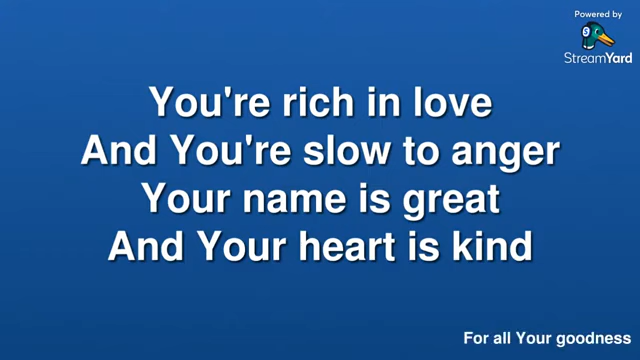 Powered by
StreamYard
You're rich in love
And You're slow to anger
Your name is great
And Your heart is kind
For all Your goodness